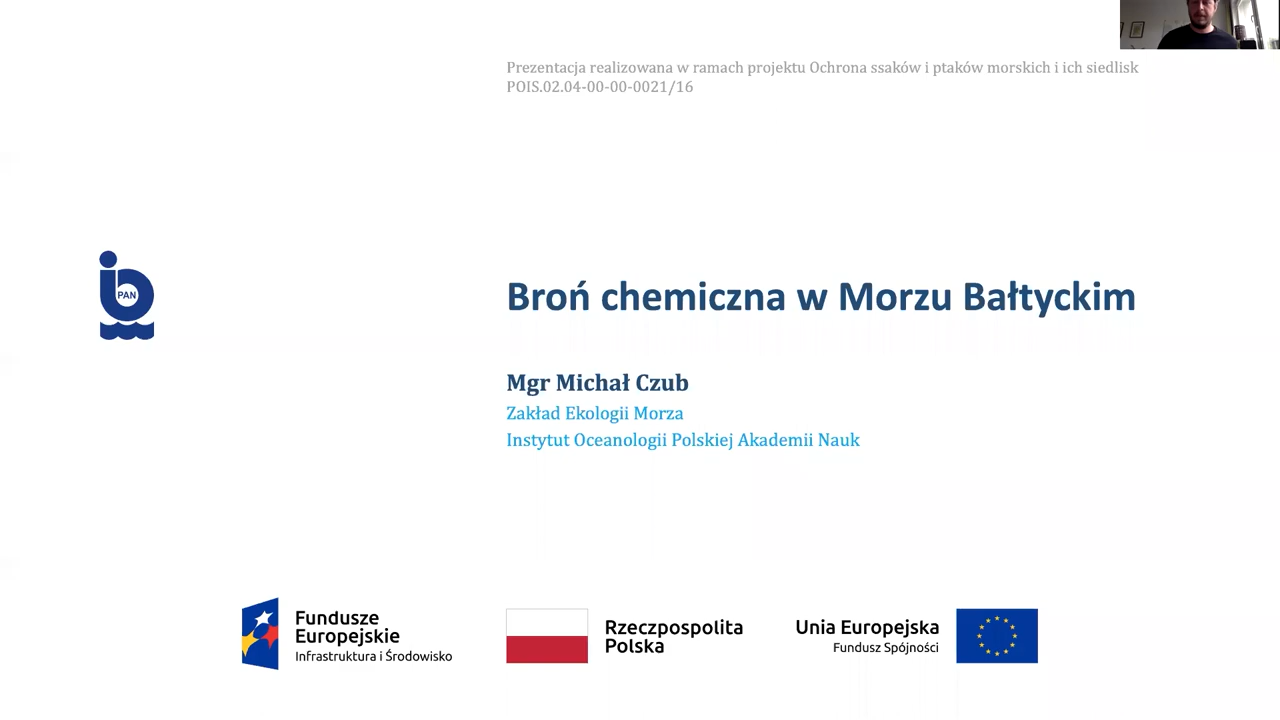 Prezentacja realizowana w ramach projektu Ochrona ssaków i ptaków morskich i ich siedlisk
POIS.02.04-00-00-0021/16
PAN
Broń chemiczna w Morzu Bałtyckim
Mgr Michał Czub
Zakład Ekologii Morza
Instytut Oceanologii Polskiej Akademii Nauk
Fundusze
Europejskie
Infrastruktura i Środowisko
Rzeczpospolita
Polska
Unia Europejska
Fundusz Spójności